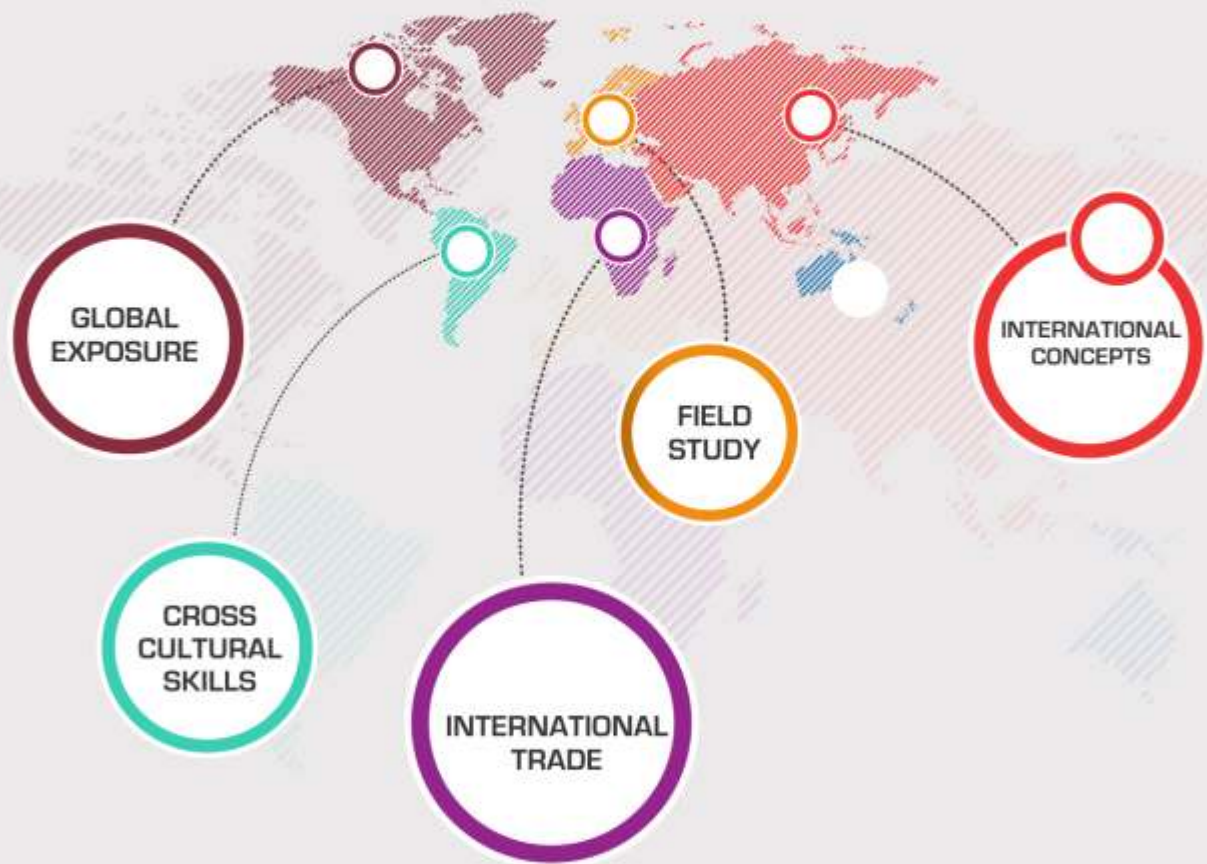 GLOBAL
EXPOSURE
INTERNATIONAL
CONCEPTS
FIELD
STUDY
CROSS
CULTURAL
SKILLS
INTERNATIONAL
TRADE